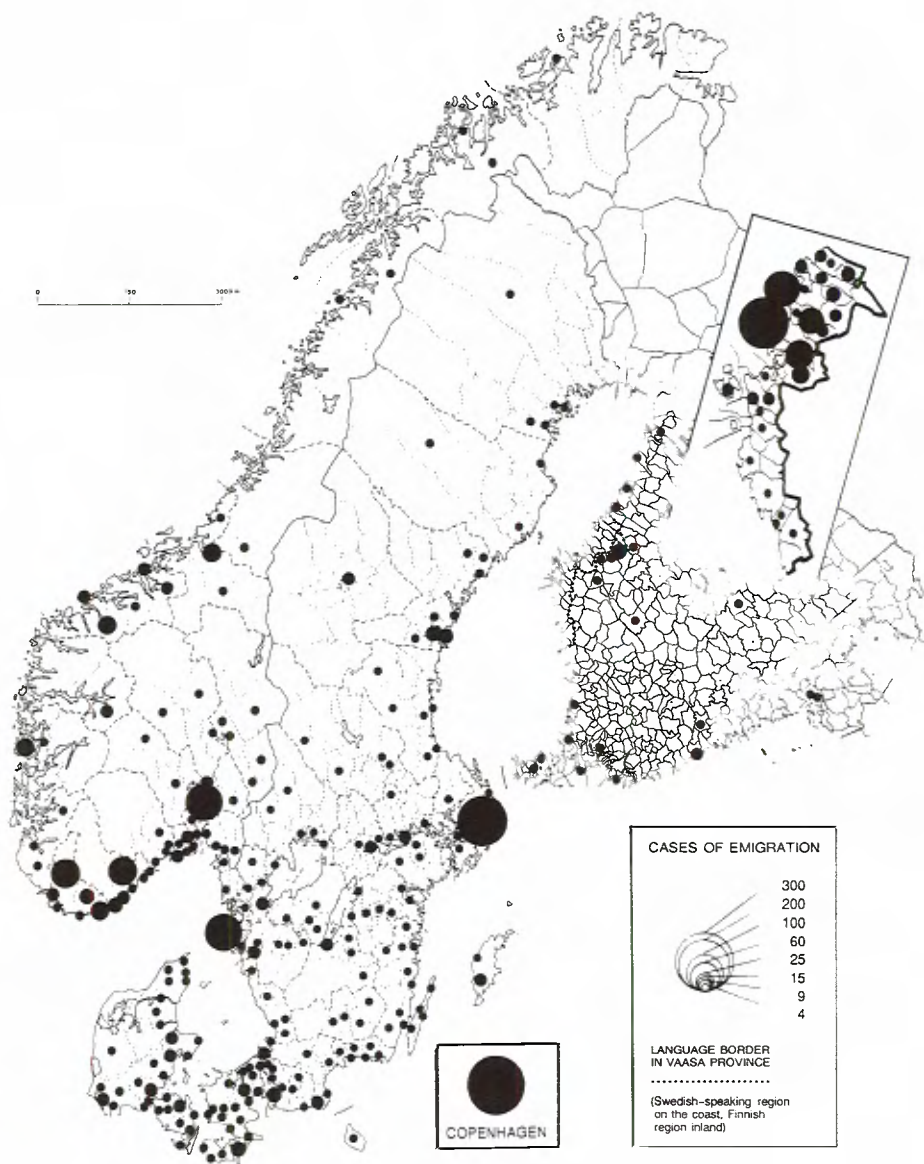 0
300
COPENHAGEN
CASES OF EMIGRATION
300
200
100
60
25
15
9
4
LANGUAGE BORDER
IN VAASA PROVINCE
(Swedish-speaking region
on the coast, Finnish
region inland)